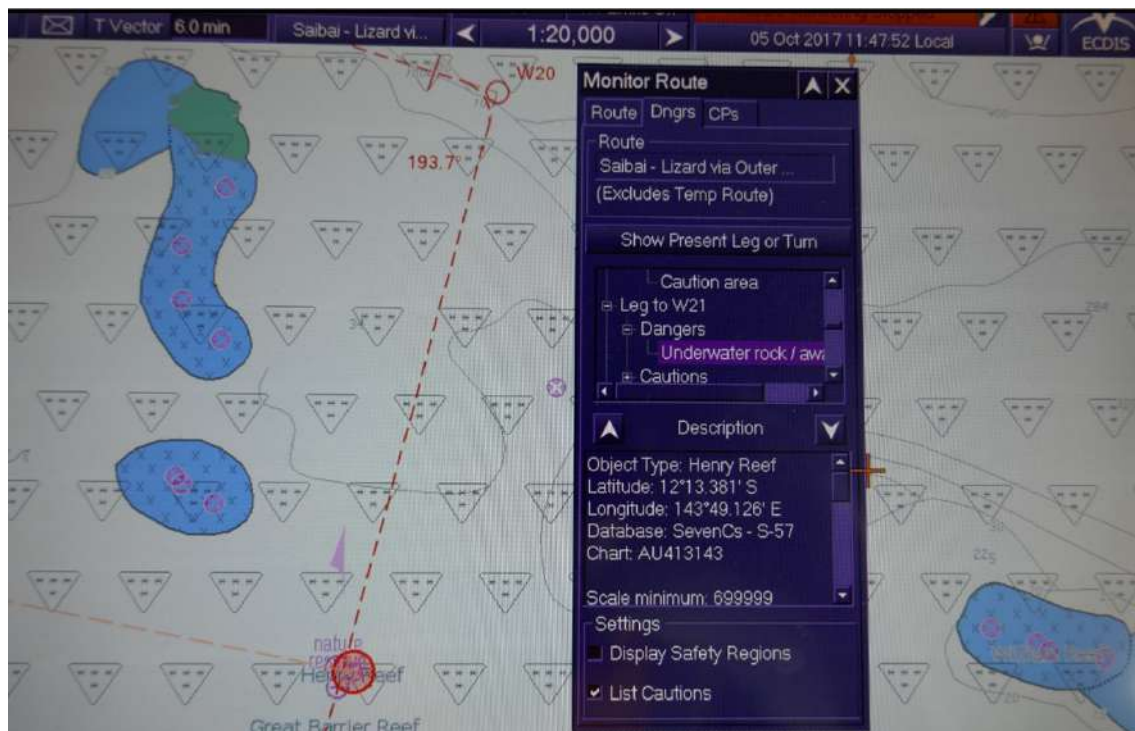 T Vector 6.0 min
Saibai - Lizard vi...
1:20,000
05 Oct 2017 11:47:52 Local
ECDIS
W20
193.7°
Monitor Route
Route Dngrs CPs
Route
Saibai - Lizard via Outer ...
(Excludes Temp Route)
Show Present Leg or Turn
Caution area
Leg to W21
Dangers
Underwater rock / awa
Cautions
Description
Object Type: Henry Reef
Latitude: 12°13.381' S
Longitude: 143°49.126' E
Database: SevenCs - S-57
Chart: AU413143
Scale minimum: 699999
Settings
Display Safety Regions
List Cautions
284
34
22₅
20
nature
Henry Reef
Great Barrier Reef